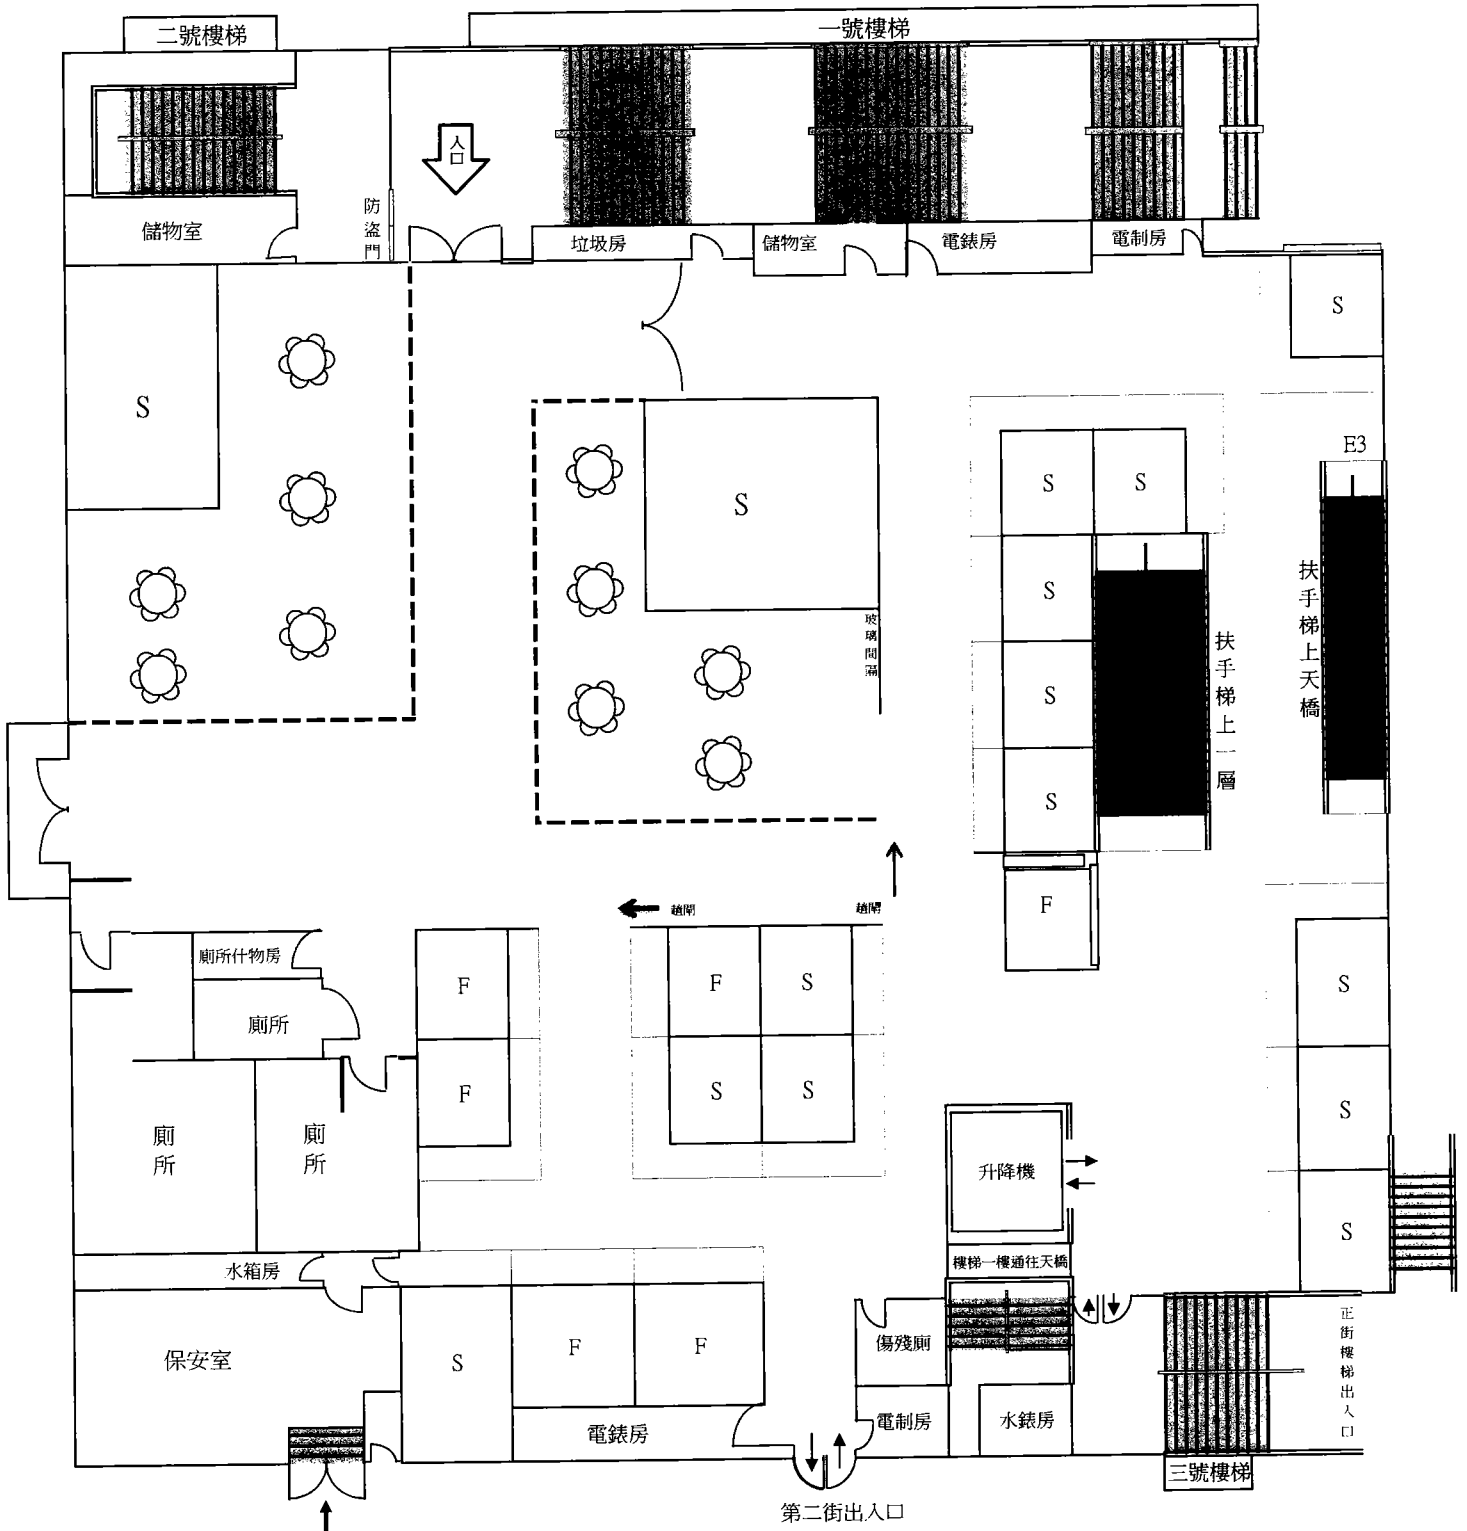 二號樓梯
一號樓梯
入口
防盜門
儲物室
垃圾房
儲物室
電錶房
電制房
S
S
S
E3
S
S
S
扶手梯上天橋
S
玻璃間隔
扶手梯上一層
S
S
F
趟閘
趟閘
廁所什物房
F
F
S
S
廁所
F
S
S
S
廁所
廁所
升降機
S
水箱房
樓梯一樓通往天橋
保安室
S
F
F
傷殘廁
正街樓梯出入口
電錶房
電制房
水錶房
三號樓梯
第二街出入口